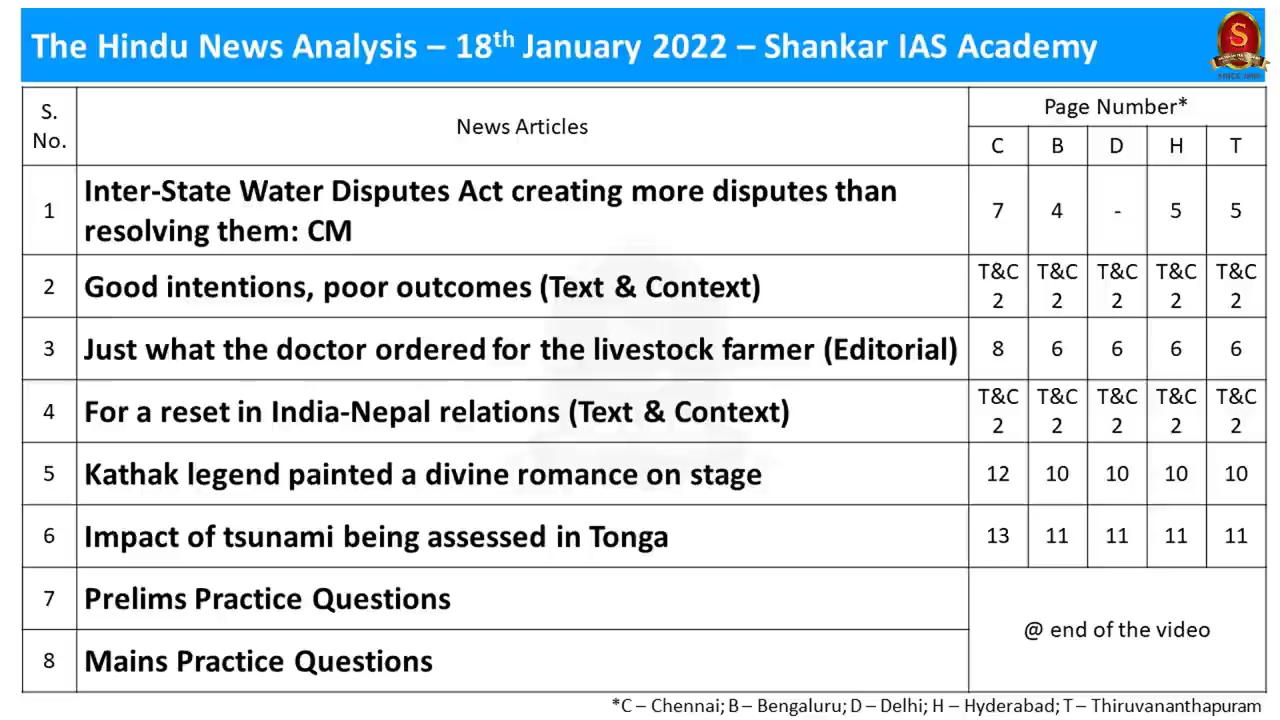 The Hindu News Analysis – 18th January 2022 – Shankar IAS Academy
S
SINCE 2004
S. No.
News Articles
Page Number*
C B D H T
1 Inter-State Water Disputes Act creating more disputes than
resolving them: CM 7 4 - 5 5
2 Good intentions, poor outcomes (Text & Context) T&C 2 T&C 2 T&C 2 T&C 2 T&C 2
3 Just what the doctor ordered for the livestock farmer (Editorial) 8 6 6 6 6
4 For a reset in India-Nepal relations (Text & Context) T&C 2 T&C 2 T&C 2 T&C 2 T&C 2
5 Kathak legend painted a divine romance on stage 12 10 10 10 10
6 Impact of tsunami being assessed in Tonga 13 11 11 11 11
7 Prelims Practice Questions
@ end of the video
8 Mains Practice Questions
*C – Chennai; B – Bengaluru; D – Delhi; H – Hyderabad; T – Thiruvananthapuram